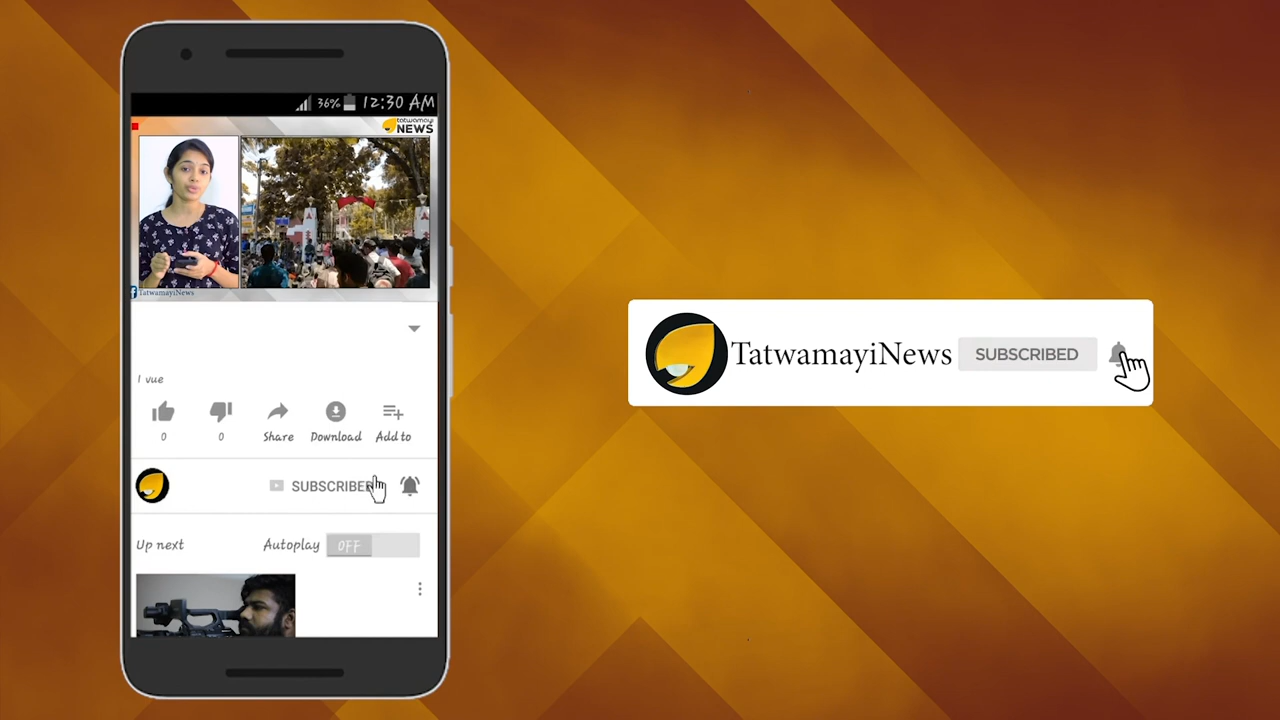 36% 12:30 AM
tatwamayi
NEWS
TatwamayiNews
1 vue
0 0 Share Download Add to
SUBSCRIBED
Up next Autoplay OFF
TatwamayiNews SUBSCRIBED